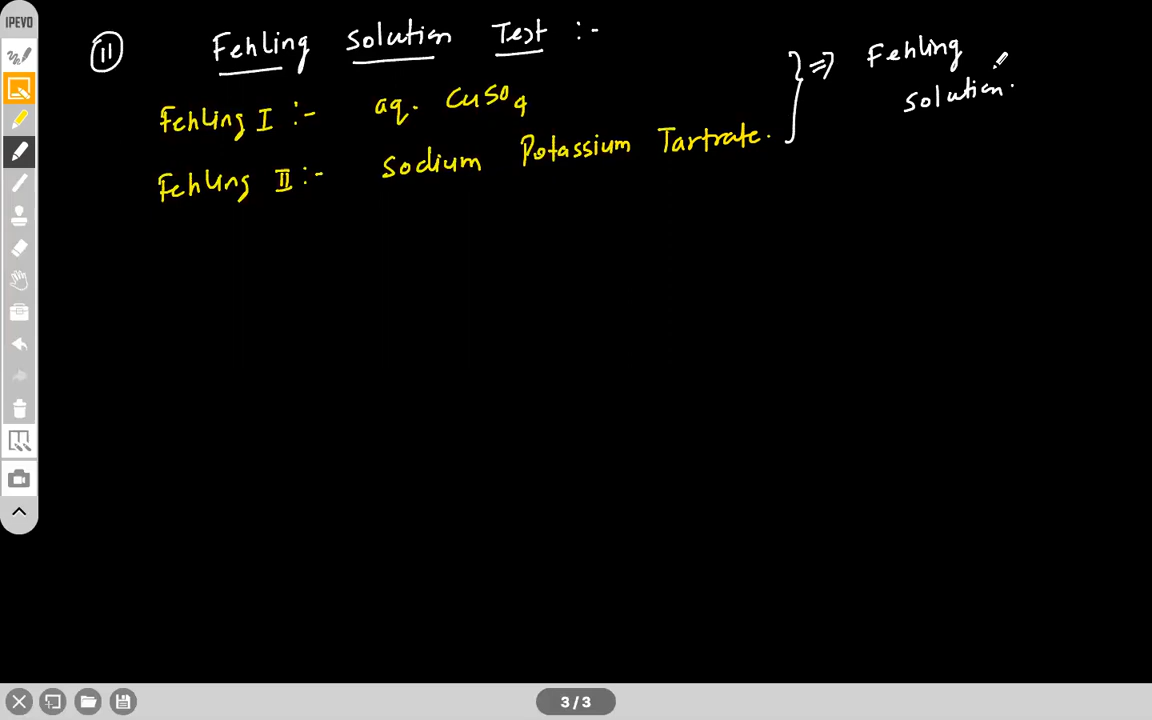 IPEVO
⑪ Fehling Solution Test :-
Fehling I :- aq. CuSO4
Fehling II :- Sodium Potassium Tartrate.
} ⇒ Fehling
Solution.
3 / 3